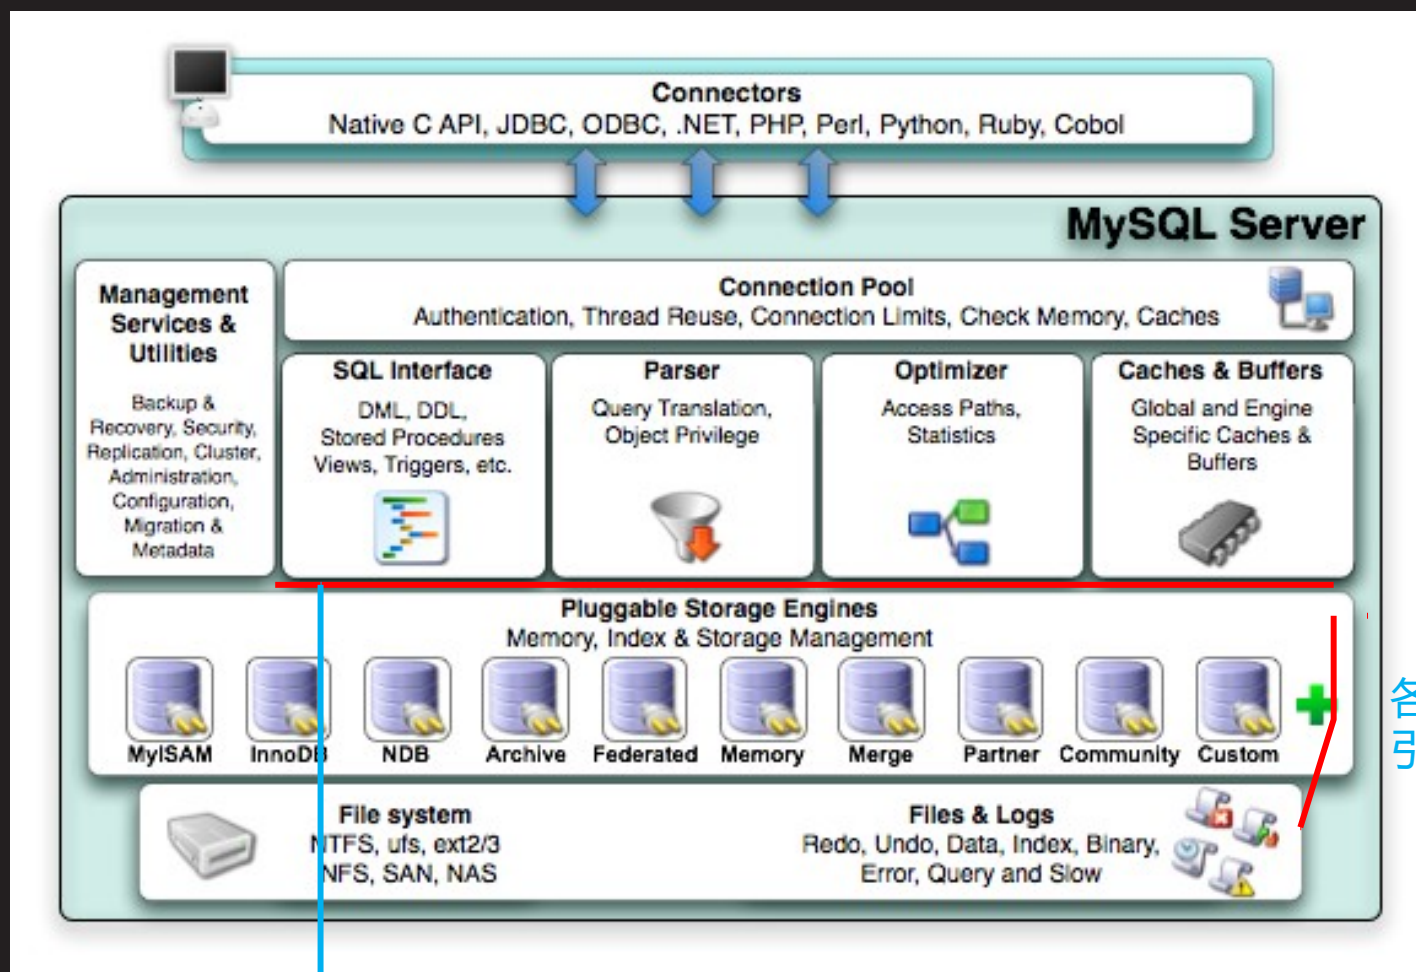 Connectors
Native C API, JDBC, ODBC, .NET, PHP, Perl, Python, Ruby, Cobol
MySQL Server
Management
Services &
Utilities
Backup &
Recovery, Security,
Replication, Cluster,
Administration,
Configuration,
Migration &
Metadata
Connection Pool
Authentication, Thread Reuse, Connection Limits, Check Memory, Caches
SQL Interface
DML, DDL,
Stored Procedures
Views, Triggers, etc.
Parser
Query Translation,
Object Privilege
Optimizer
Access Paths,
Statistics
Caches & Buffers
Global and Engine
Specific Caches &
Buffers
Pluggable Storage Engines
Memory, Index & Storage Management
MyISAM
InnoDB
NDB
Archive
Federated
Memory
Merge
Partner
Community
Custom
各
引
File system
NTFS, ufs, ext2/3
NFS, SAN, NAS
Files & Logs
Redo, Undo, Data, Index, Binary,
Error, Query and Slow